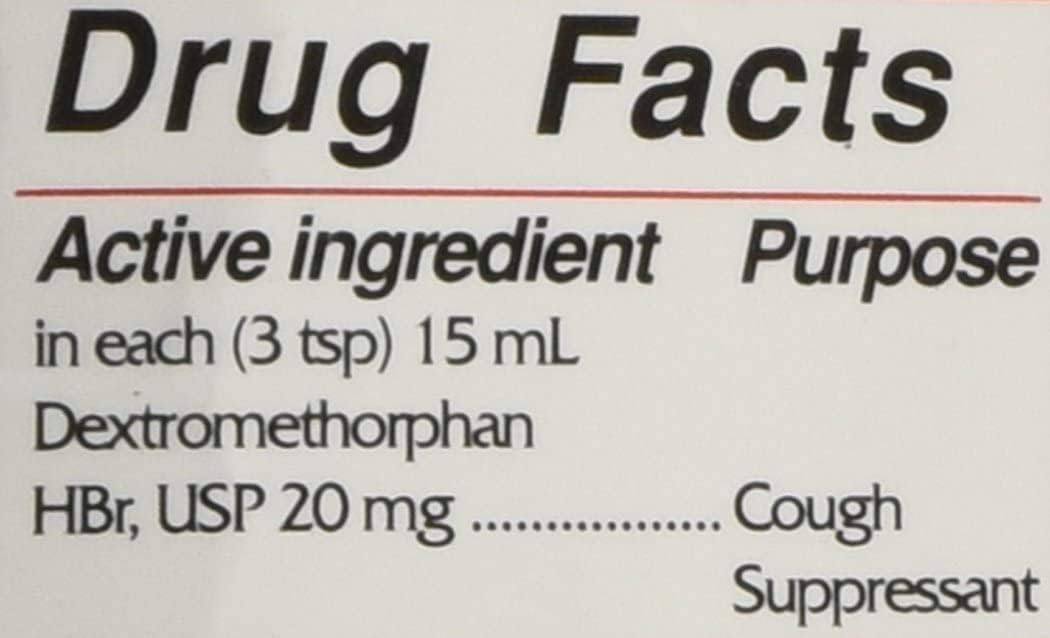 Drug Facts
Active ingredient Purpose
in each (3 tsp) 15 mL
Dextromethorphan
HBr, USP 20 mg ................. Cough
Suppressant